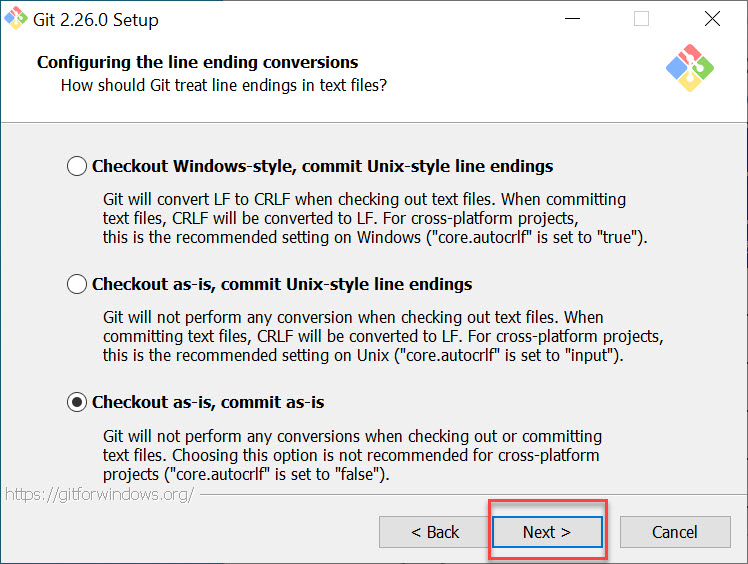 Git 2.26.0 Setup
Configuring the line ending conversions
How should Git treat line endings in text files?
Checkout Windows-style, commit Unix-style line endings
Git will convert LF to CRLF when checking out text files. When committing
text files, CRLF will be converted to LF. For cross-platform projects,
this is the recommended setting on Windows ("core.autocrlf" is set to "true").
Checkout as-is, commit Unix-style line endings
Git will not perform any conversion when checking out text files. When
committing text files, CRLF will be converted to LF. For cross-platform projects,
this is the recommended setting on Unix ("core.autocrlf" is set to "input").
Checkout as-is, commit as-is
Git will not perform any conversions when checking out or committing
text files. Choosing this option is not recommended for cross-platform
projects ("core.autocrlf" is set to "false").
https://gitforwindows.org/
< Back Next > Cancel